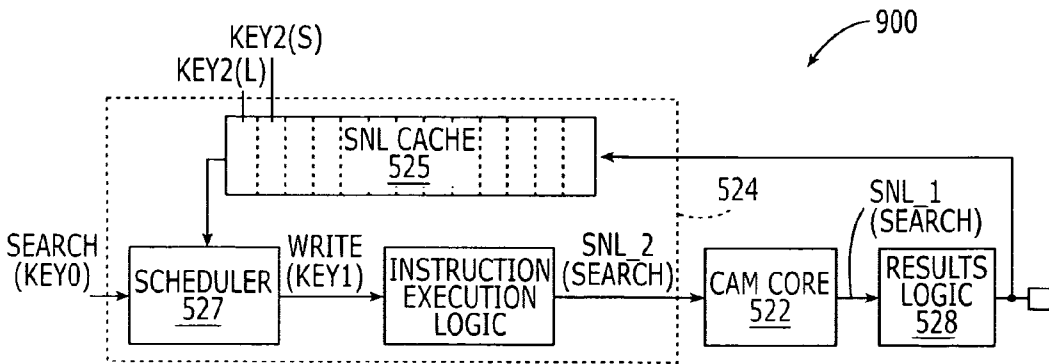 900
KEY2(S)
KEY2(L)
SNL CACHE
525
524
SNL_1
(SEARCH)
SEARCH
(KEY0)
SCHEDULER
527
WRITE
(KEY1)
INSTRUCTION
EXECUTION
LOGIC
SNL_2
(SEARCH)
CAM CORE
522
RESULTS
LOGIC
528